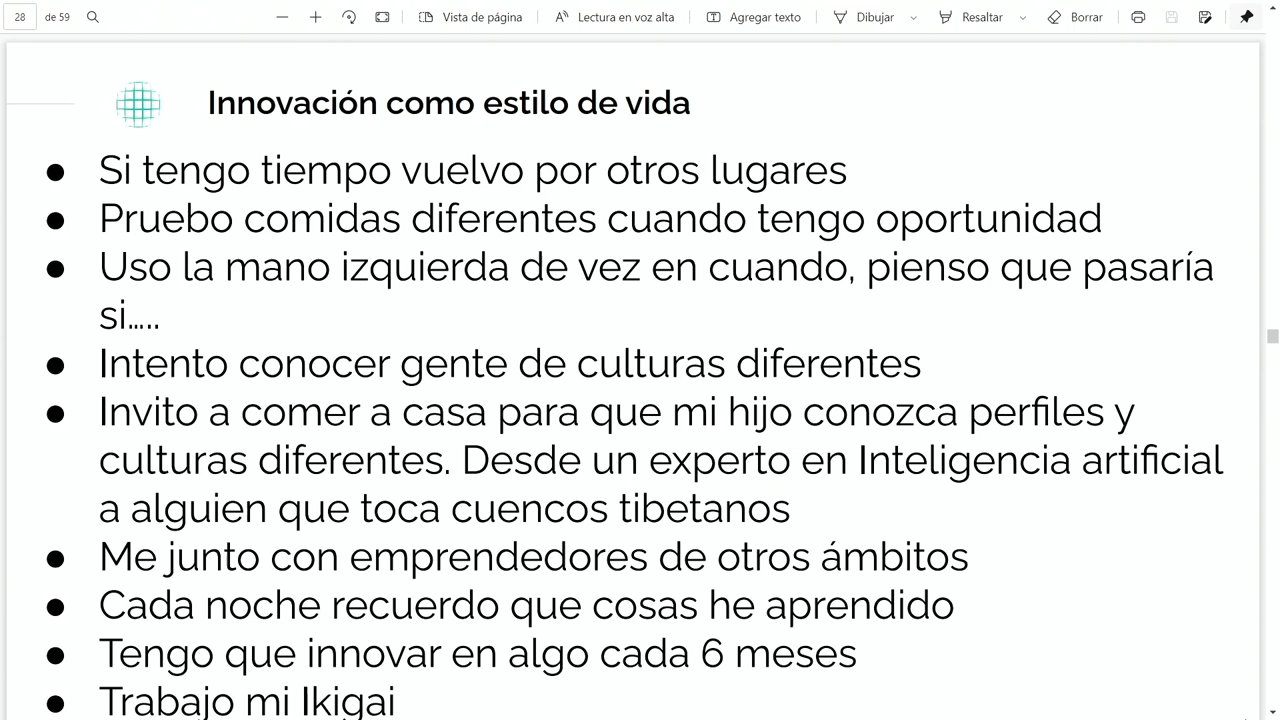 28 de 59 Vista de página Lectura en voz alta Agregar texto Dibujar Resaltar Borrar
Innovación como estilo de vida
● Si tengo tiempo vuelvo por otros lugares
● Pruebo comidas diferentes cuando tengo oportunidad
● Uso la mano izquierda de vez en cuando, pienso que pasaría
si.....
● Intento conocer gente de culturas diferentes
● Invito a comer a casa para que mi hijo conozca perfiles y
culturas diferentes. Desde un experto en Inteligencia artificial
a alguien que toca cuencos tibetanos
● Me junto con emprendedores de otros ámbitos
● Cada noche recuerdo que cosas he aprendido
● Tengo que innovar en algo cada 6 meses
● Trabajo mi Ikigai